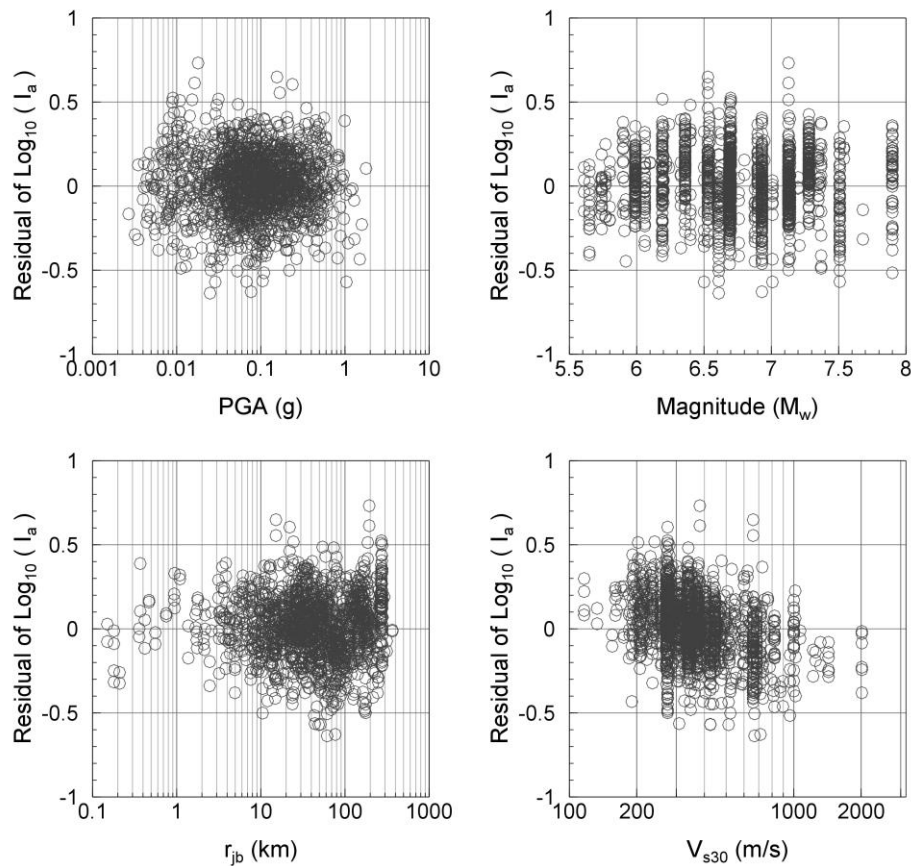 1
0.5
0
-0.5
-1
Residual of Log10 ( Ia )
0.001 0.01 0.1 1 10
PGA (g)
1
0.5
0
-0.5
-1
Residual of Log10 ( Ia )
5.5 6 6.5 7 7.5 8
Magnitude (Mw)
1
0.5
0
-0.5
-1
Residual of Log10 ( Ia )
0.1 1 10 100 1000
rjb (km)
1
0.5
0
-0.5
-1
Residual of Log10 ( Ia )
100 200 1000 2000
Vs30 (m/s)